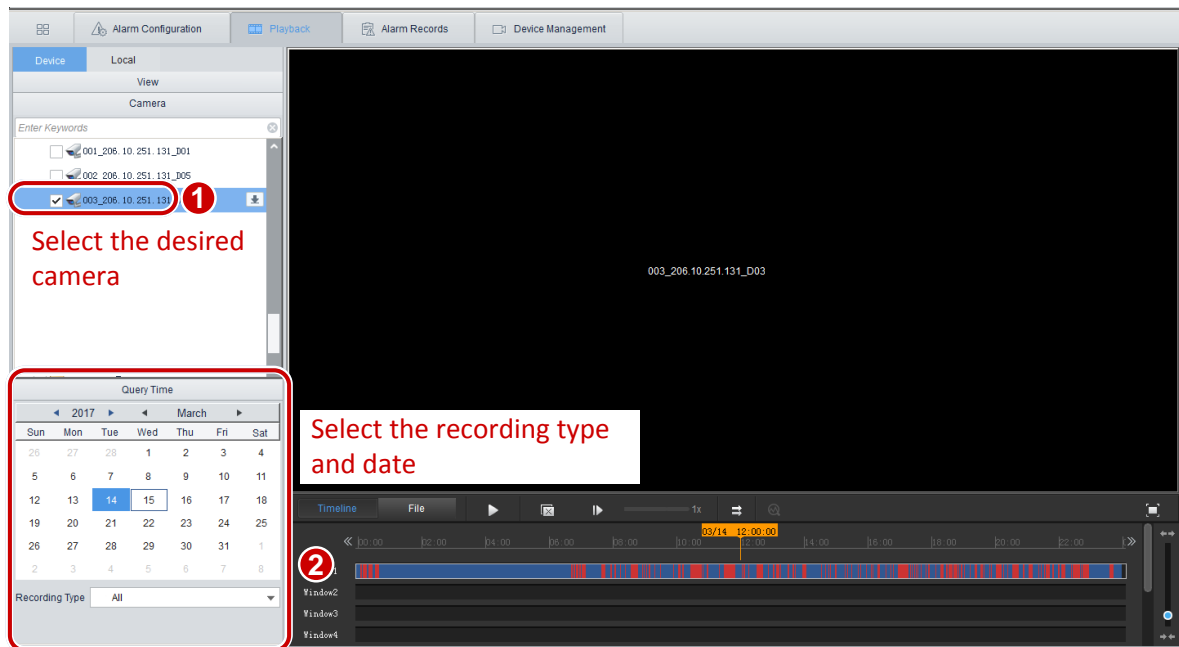 Alarm Configuration Playback Alarm Records Device Management
Device Local
View
Camera
Enter Keywords
001_206.10.251.131_D01
002_206.10.251.131_D05
003_206.10.251.131
1
Select the desired
camera
003_206.10.251.131_D03
Query Time
2017 March
Sun Mon Tue Wed Thu Fri Sat
26 27 28 1 2 3 4
5 6 7 8 9 10 11
12 13 14 15 16 17 18
19 20 21 22 23 24 25
26 27 28 29 30 31 1
2 3 4 5 6 7 8
Recording Type All
Select the recording type
and date
Timeline File 1x
03/14 12:00:00
00:00 02:00 04:00 06:00 08:00 10:00 12:00 14:00 16:00 18:00 20:00 22:00
2
Window2
Window3
Window4